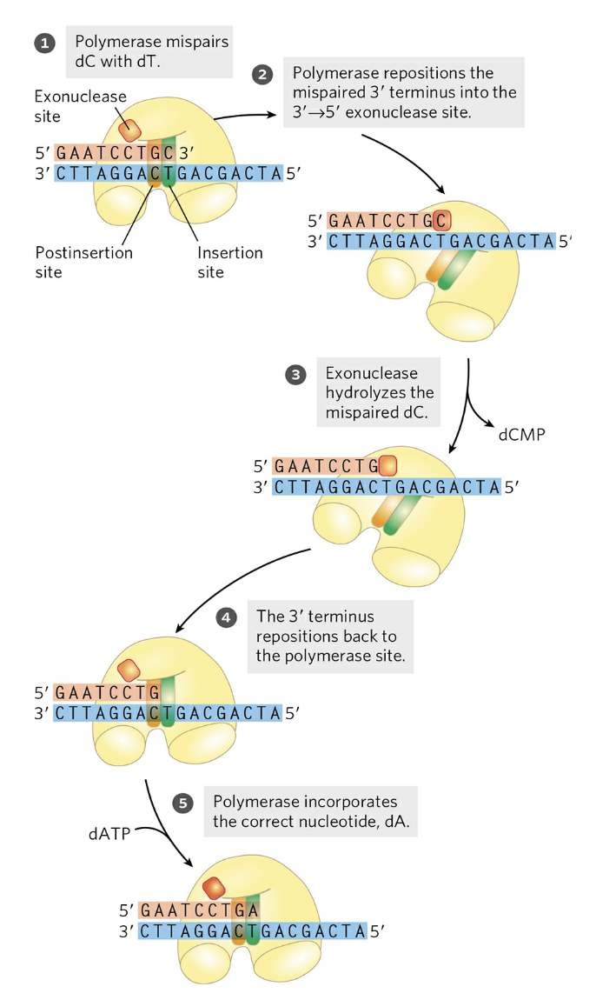 1 Polymerase mispairs
dC with dT.
2 Polymerase repositions the
mispaired 3′ terminus into the
3′→5′ exonuclease site.
Exonuclease
site
5′ GAATCCTGC 3′
3′ CTTAGGACTGACGACTA 5′
Postinsertion
site
Insertion
site
5′ GAATCCTGC
3′ CTTAGGACTGACGACTA 5′
3 Exonuclease
hydrolyzes the
mispaired dC.
dCMP
5′ GAATCCTG
3′ CTTAGGACTGACGACTA 5′
4 The 3′ terminus
repositions back to
the polymerase site.
5′ GAATCCTG
3′ CTTAGGACTGACGACTA 5′
5 Polymerase incorporates
the correct nucleotide, dA.
dATP
5′ GAATCCTGA
3′ CTTAGGACTGACGACTA 5′